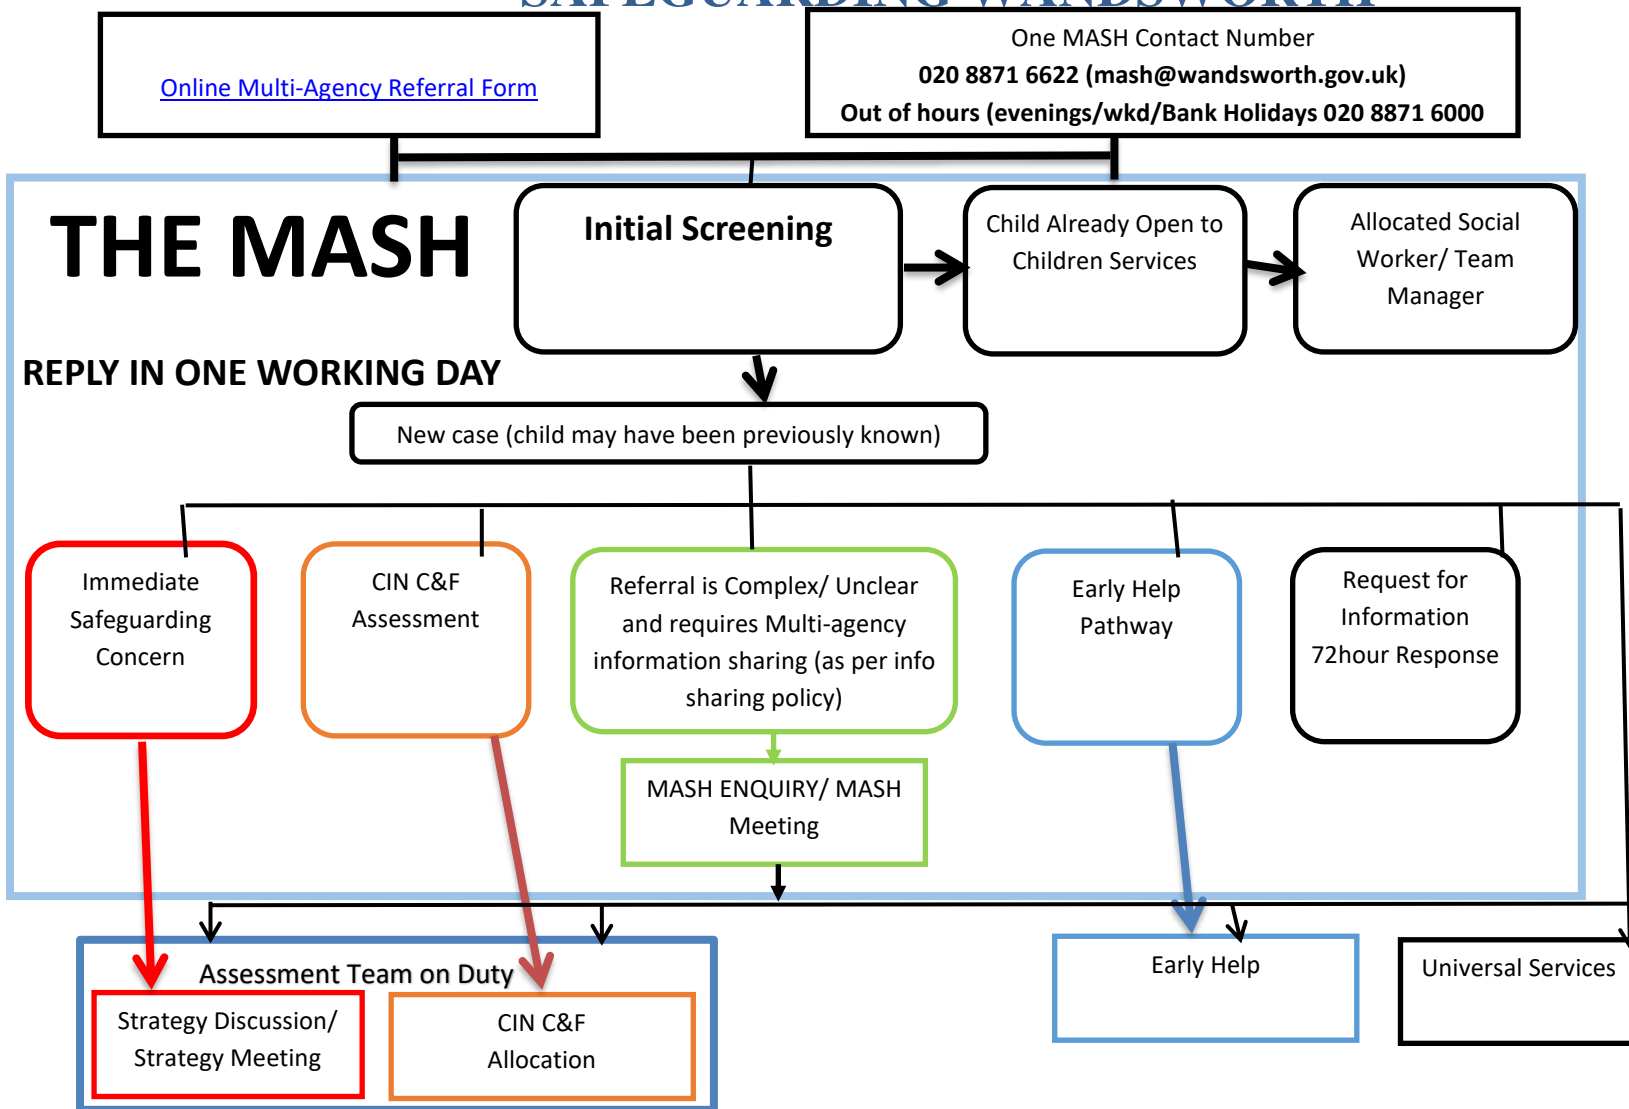 SAFEGUARDING WANDSWORTH
Online Multi-Agency Referral Form
One MASH Contact Number
020 8871 6622 (mash@wandsworth.gov.uk)
Out of hours (evenings/wkd/Bank Holidays 020 8871 6000
THE MASH
REPLY IN ONE WORKING DAY
Initial Screening
Child Already Open to
Children Services
Allocated Social
Worker/ Team
Manager
New case (child may have been previously known)
Immediate
Safeguarding
Concern
CIN C&F
Assessment
Referral is Complex/ Unclear
and requires Multi-agency
information sharing (as per info
sharing policy)
Early Help
Pathway
Request for
Information
72hour Response
MASH ENQUIRY/ MASH
Meeting
Assessment Team on Duty
Strategy Discussion/
Strategy Meeting
CIN C&F
Allocation
Early Help
Universal Services